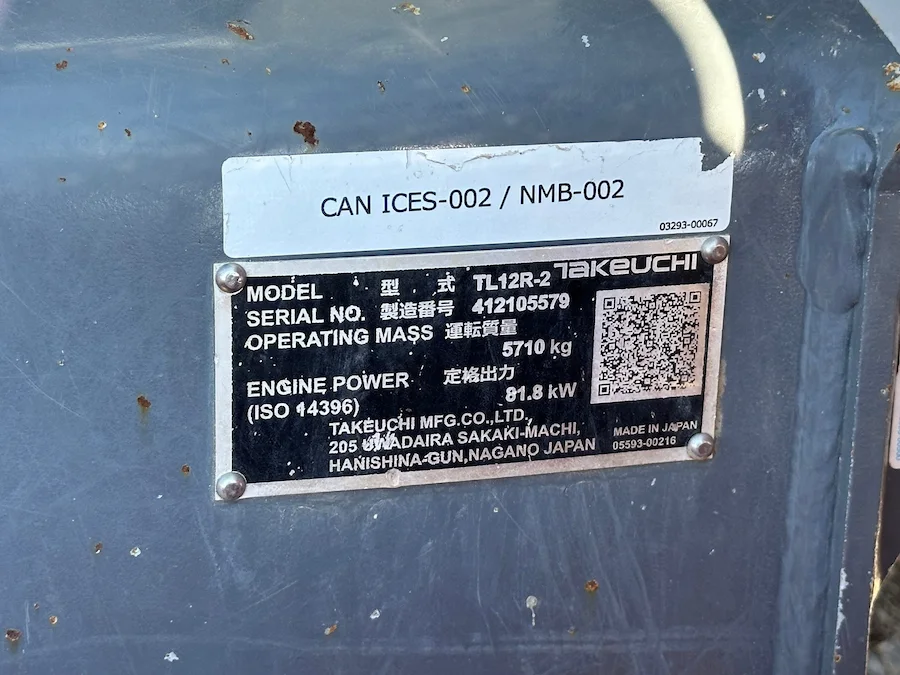 CAN ICES-002 / NMB-002
03293-00067
TAKEUCHI
MODEL 型 式 TL12R-2
SERIAL NO. 製造番号 412105579
OPERATING MASS 運転質量
5710 kg
ENGINE POWER 定格出力
(ISO 14396) 81.8 kW
TAKEUCHI MFG.CO.,LTD,
205 UWADAIRA SAKAKI-MACHI,
HANISHINA-GUN,NAGANO JAPAN
MADE IN JAPAN
05593-00216